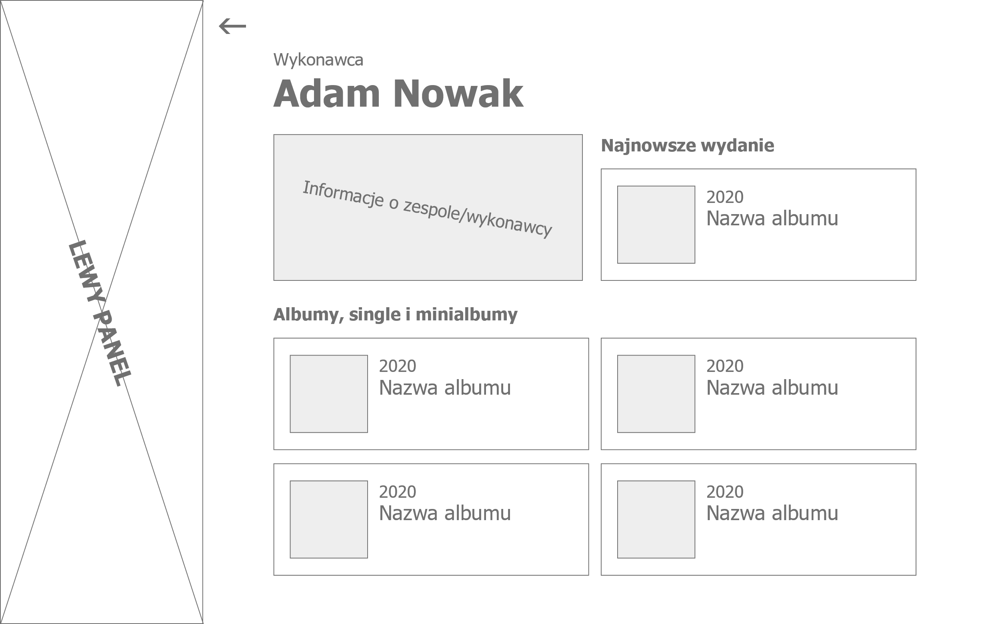 LEWY PANEL
Wykonawca
Adam Nowak
Informacje o zespole/wykonawcy
Najnowsze wydanie
2020
Nazwa albumu
Albumy, single i minialbumy
2020
Nazwa albumu
2020
Nazwa albumu
2020
Nazwa albumu
2020
Nazwa albumu